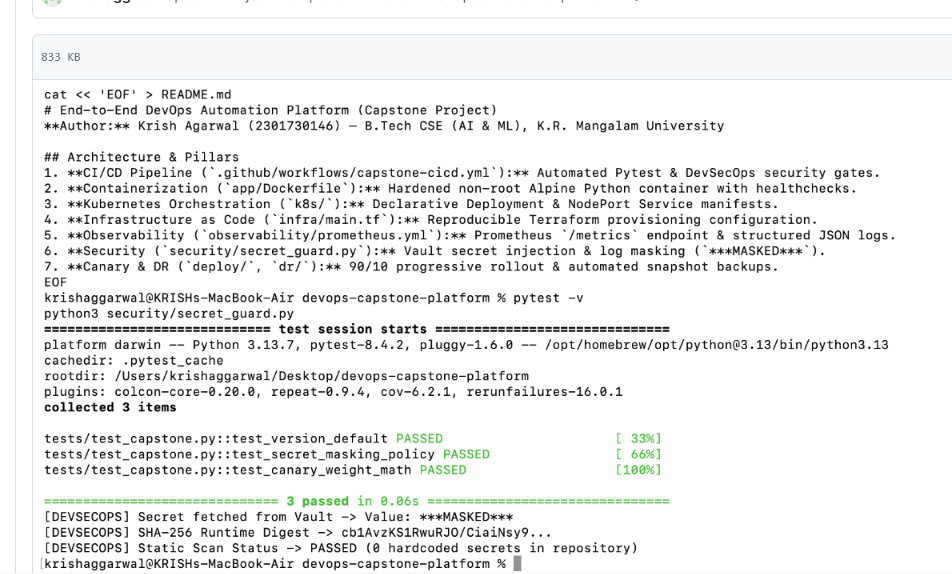 833 KB
cat << 'EOF' > README.md
# End-to-End DevOps Automation Platform (Capstone Project)
**Author:** Krish Agarwal (2301730146) — B.Tech CSE (AI & ML), K.R. Mangalam University
## Architecture & Pillars
1. **CI/CD Pipeline (`.github/workflows/capstone-cicd.yml`):** Automated Pytest & DevSecOps security gates.
2. **Containerization (`app/Dockerfile`):** Hardened non-root Alpine Python container with healthchecks.
3. **Kubernetes Orchestration (`k8s/`):** Declarative Deployment & NodePort Service manifests.
4. **Infrastructure as Code (`infra/main.tf`):** Reproducible Terraform provisioning configuration.
5. **Observability (`observability/prometheus.yml`):** Prometheus `/metrics` endpoint & structured JSON logs.
6. **Security (`security/secret_guard.py`):** Vault secret injection & log masking (`***MASKED***`).
7. **Canary & DR (`deploy/`, `dr/`):** 90/10 progressive rollout & automated snapshot backups.
EOF
krishaggarwal@KRISHs-MacBook-Air devops-capstone-platform % pytest -v
python3 security/secret_guard.py
============================= test session starts ==============================
platform darwin -- Python 3.13.7, pytest-8.4.2, pluggy-1.6.0 -- /opt/homebrew/opt/python@3.13/bin/python3.13
cachedir: .pytest_cache
rootdir: /Users/krishaggarwal/Desktop/devops-capstone-platform
plugins: colcon-core-0.20.0, repeat-0.9.4, cov-6.2.1, rerunfailures-16.0.1
collected 3 items
tests/test_capstone.py::test_version_default PASSED [ 33%]
tests/test_capstone.py::test_secret_masking_policy PASSED [ 66%]
tests/test_capstone.py::test_canary_weight_math PASSED [100%]
============================== 3 passed in 0.06s ===============================
[DEVSECOPS] Secret fetched from Vault -> Value: ***MASKED***
[DEVSECOPS] SHA-256 Runtime Digest -> cb1AvzKS1RwuRJO/CiaiNsy9...
[DEVSECOPS] Static Scan Status -> PASSED (0 hardcoded secrets in repository)
krishaggarwal@KRISHs-MacBook-Air devops-capstone-platform %